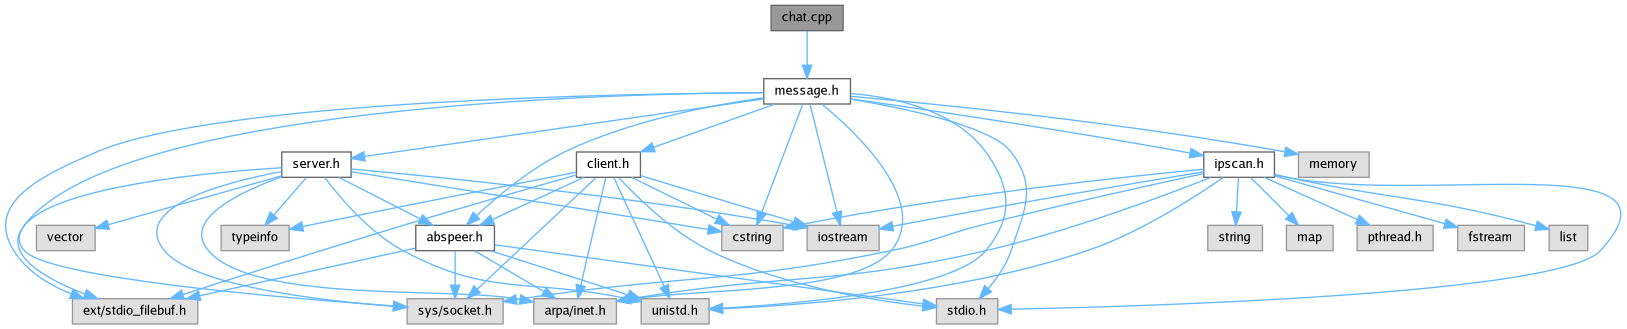 chat.cpp
message.h
server.h
client.h
ipscan.h
memory
vector
typeinfo
abspeer.h
cstring
iostream
string
map
pthread.h
fstream
list
ext/stdio_filebuf.h
sys/socket.h
arpa/inet.h
unistd.h
stdio.h